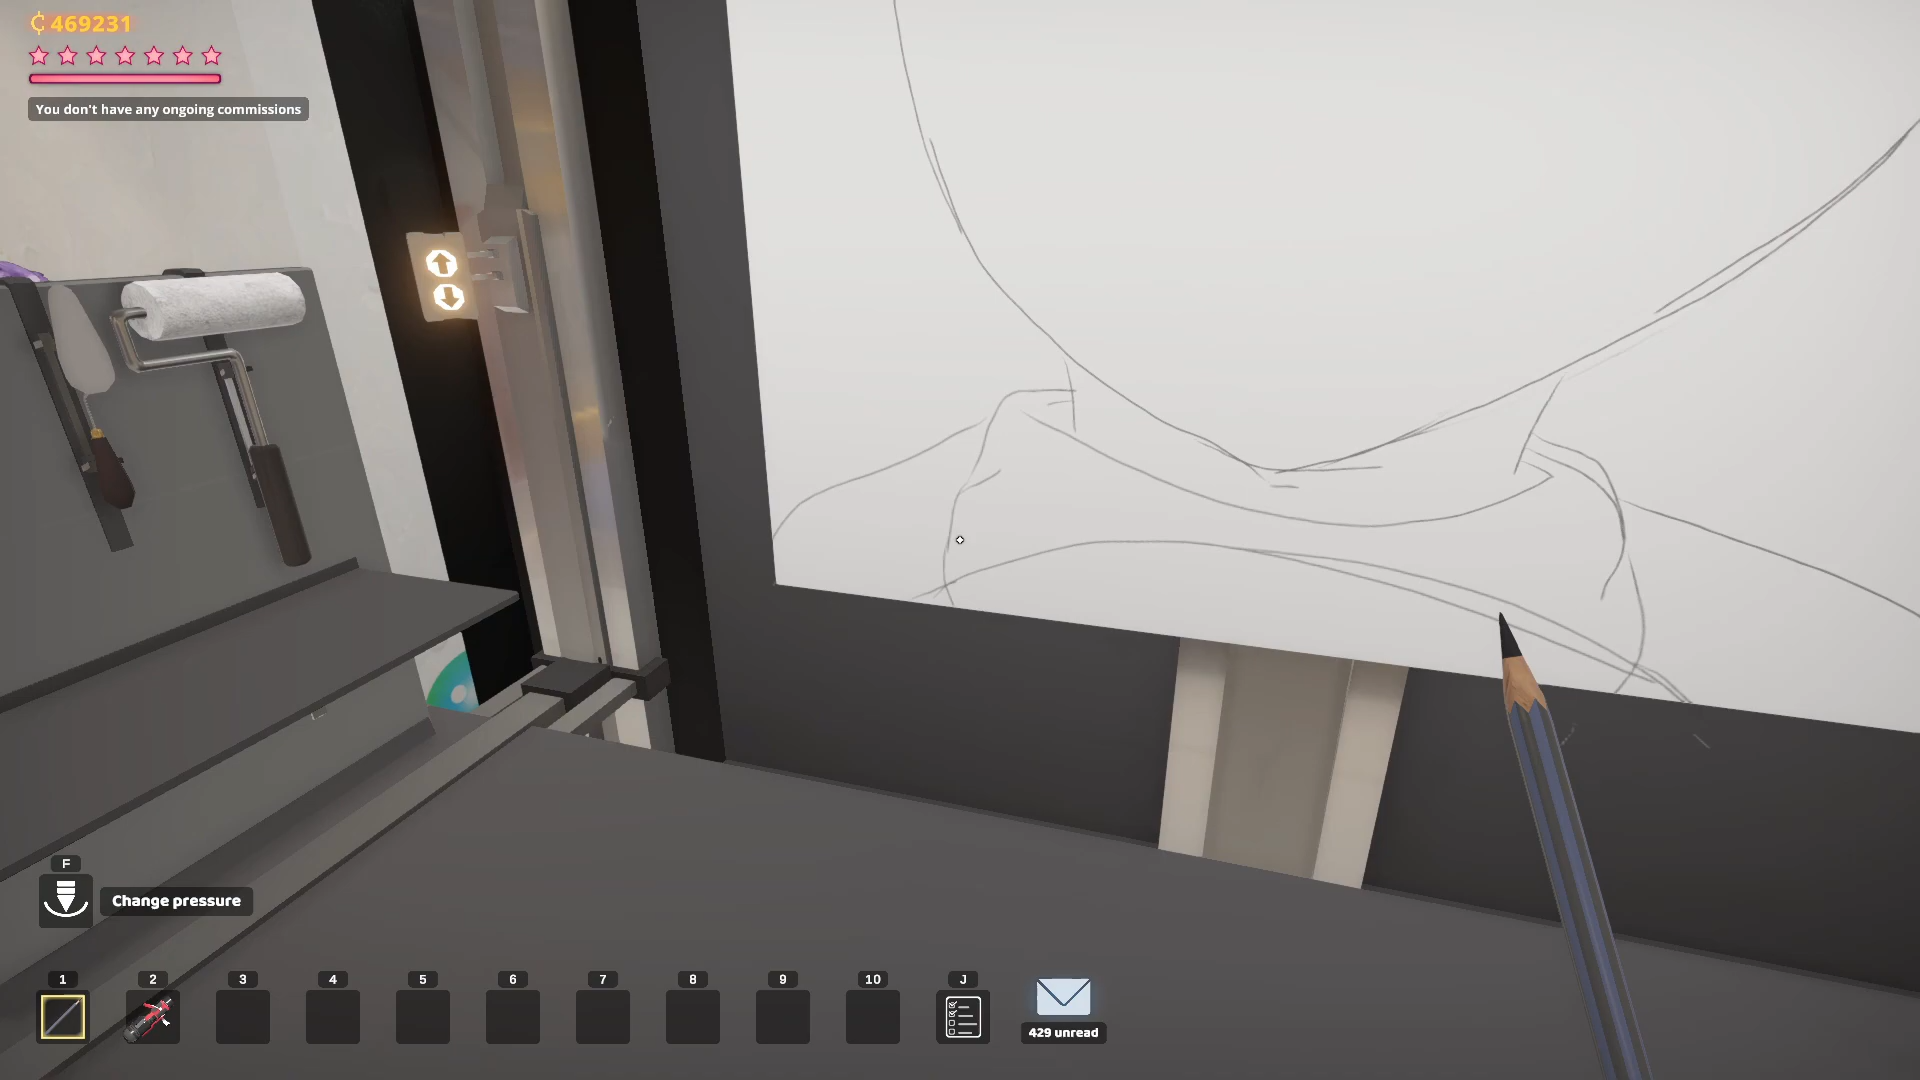 ₵ 469231
You don't have any ongoing commissions
F
Change pressure
1 2 3 4 5 6 7 8 9 10 J
429 unread